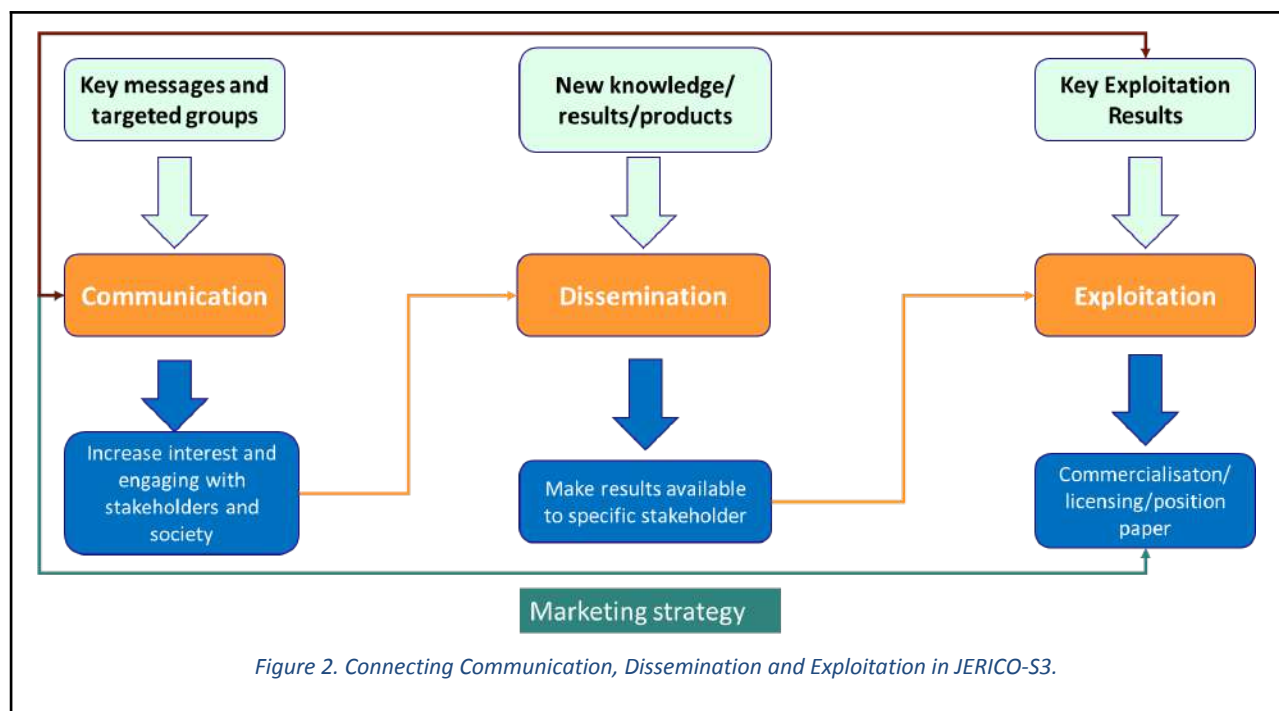 Key messages and
targeted groups
New knowledge/
results/products
Key Exploitation
Results
Communication
Dissemination
Exploitation
Increase interest and
engaging with
stakeholders and
society
Make results available
to specific stakeholder
Commercialisaton/
licensing/position
paper
Marketing strategy
Figure 2. Connecting Communication, Dissemination and Exploitation in JERICO-S3.